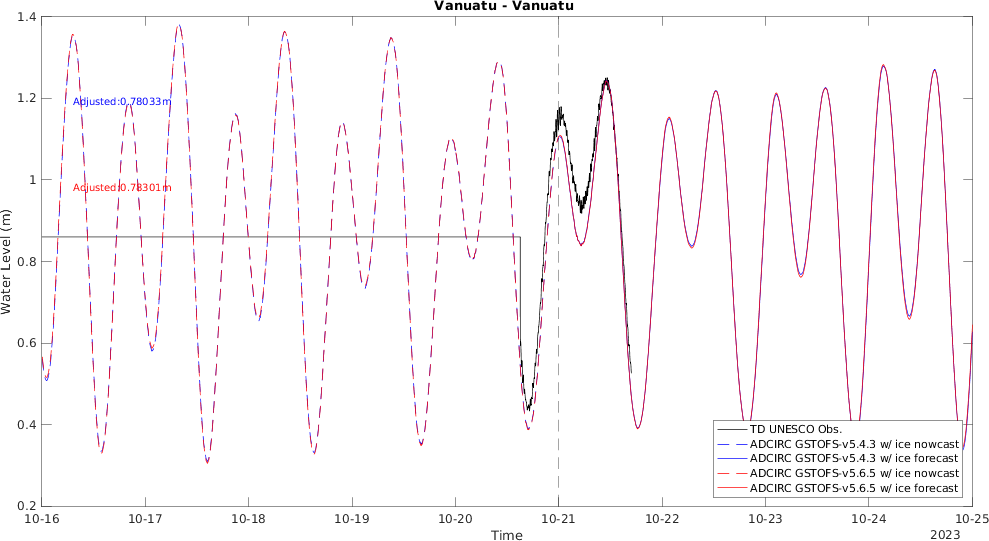 Vanuatu - Vanuatu
1.4
1.2
1
0.8
0.6
0.4
0.2
Water Level (m)
Adjusted:0.78033m
Adjusted:0.78301m
TD UNESCO Obs.
ADCIRC GSTOFS-v5.4.3 w/ ice nowcast
ADCIRC GSTOFS-v5.4.3 w/ ice forecast
ADCIRC GSTOFS-v5.6.5 w/ ice nowcast
ADCIRC GSTOFS-v5.6.5 w/ ice forecast
10-16 10-17 10-18 10-19 10-20 10-21 10-22 10-23 10-24 10-25
Time
2023